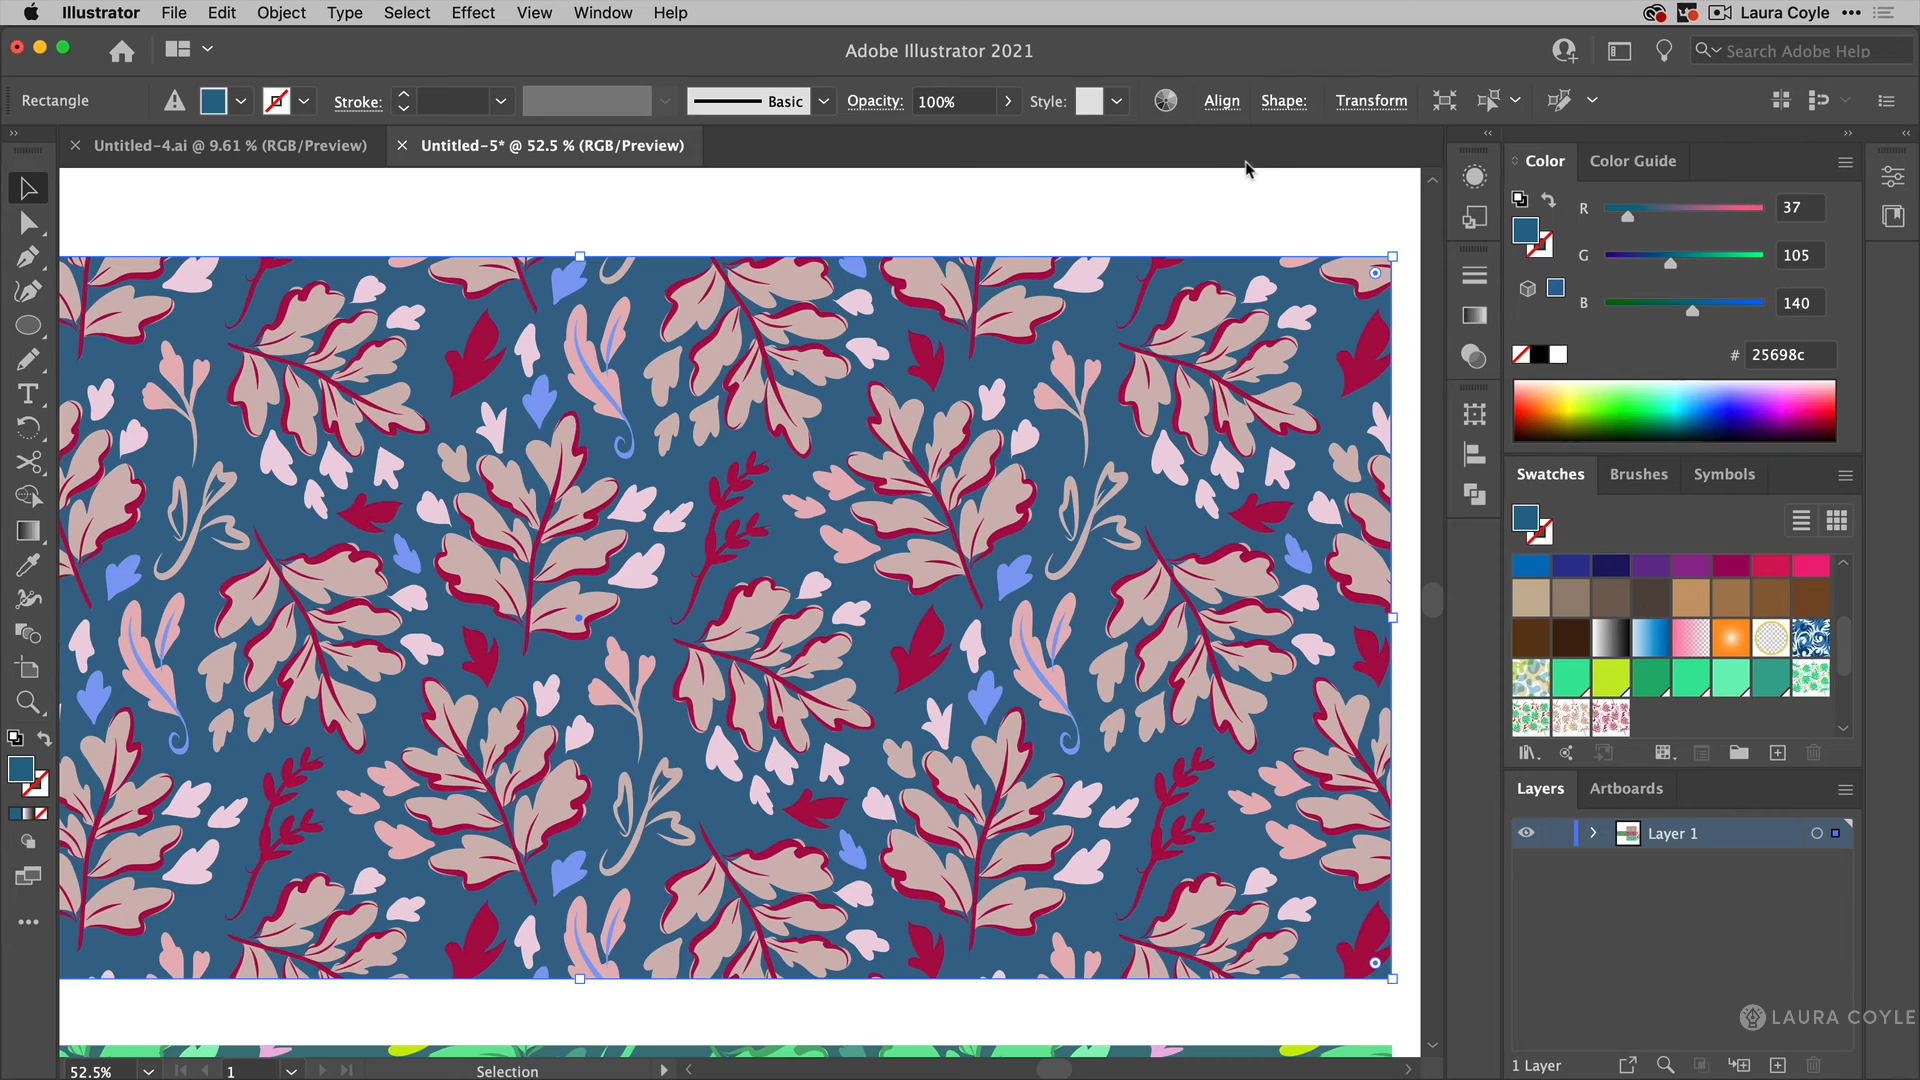 Illustrator File Edit Object Type Select Effect View Window Help Laura Coyle
Adobe Illustrator 2021
Search Adobe Help
Rectangle Stroke: Basic Opacity: 100% Style: Align Shape: Transform
Untitled-4.ai @ 9.61 % (RGB/Preview) Untitled-5* @ 52.5 % (RGB/Preview)
Color Color Guide
R 37
G 105
B 140
# 25698c
Swatches Brushes Symbols
Layers Artboards
Layer 1
LAURA COYLE
1 Layer
52.5% 1 Selection